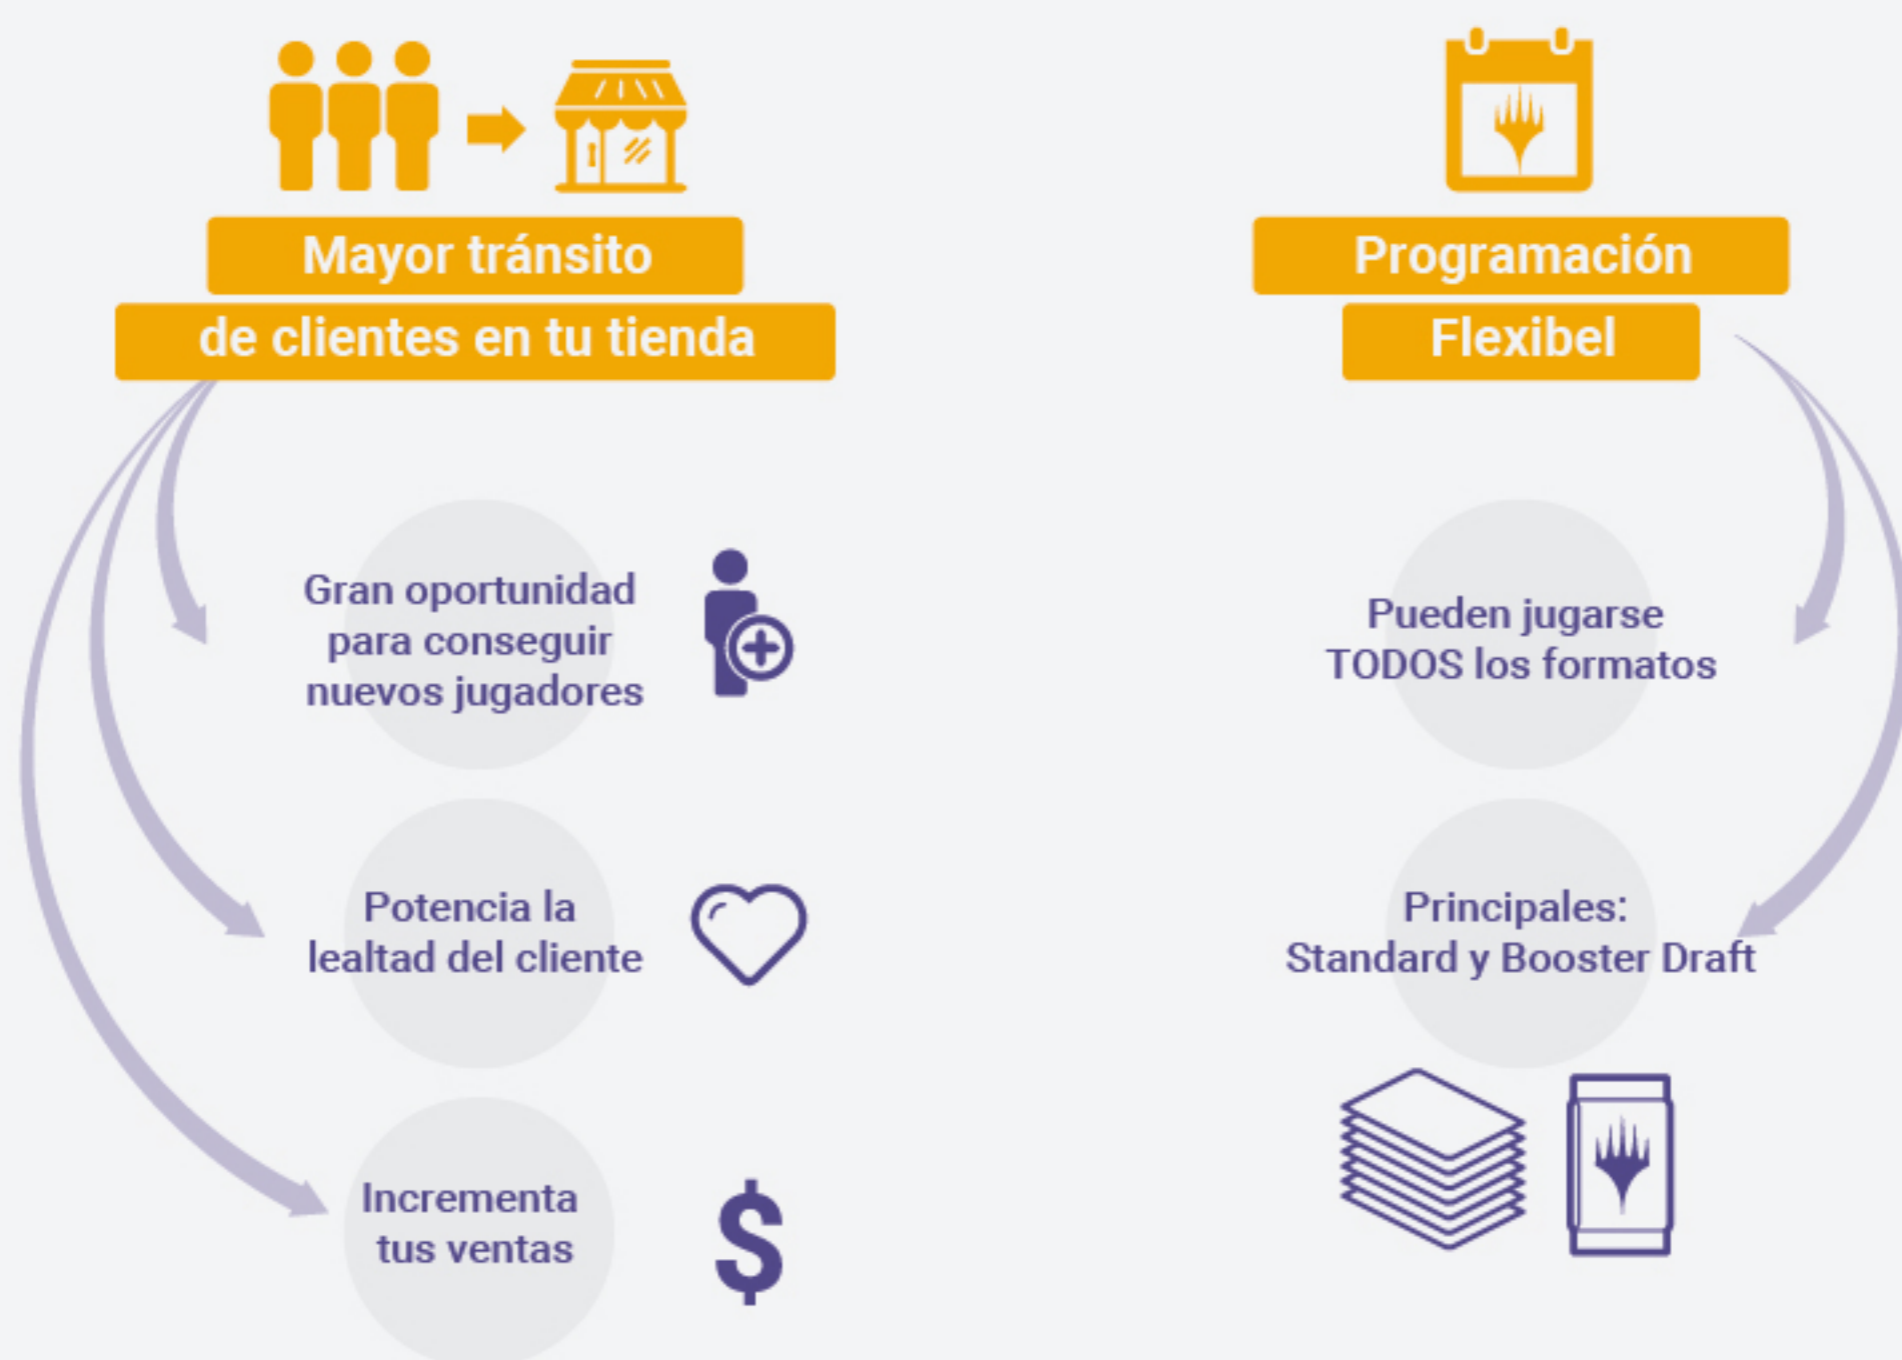 Mayor tránsito
de clientes en tu tienda
Gran oportunidad
para conseguir
nuevos jugadores
Potencia la
lealtad del cliente
Incrementa
tus ventas
Programación
Flexibel
Pueden jugarse
TODOS los formatos
Principales:
Standard y Booster Draft